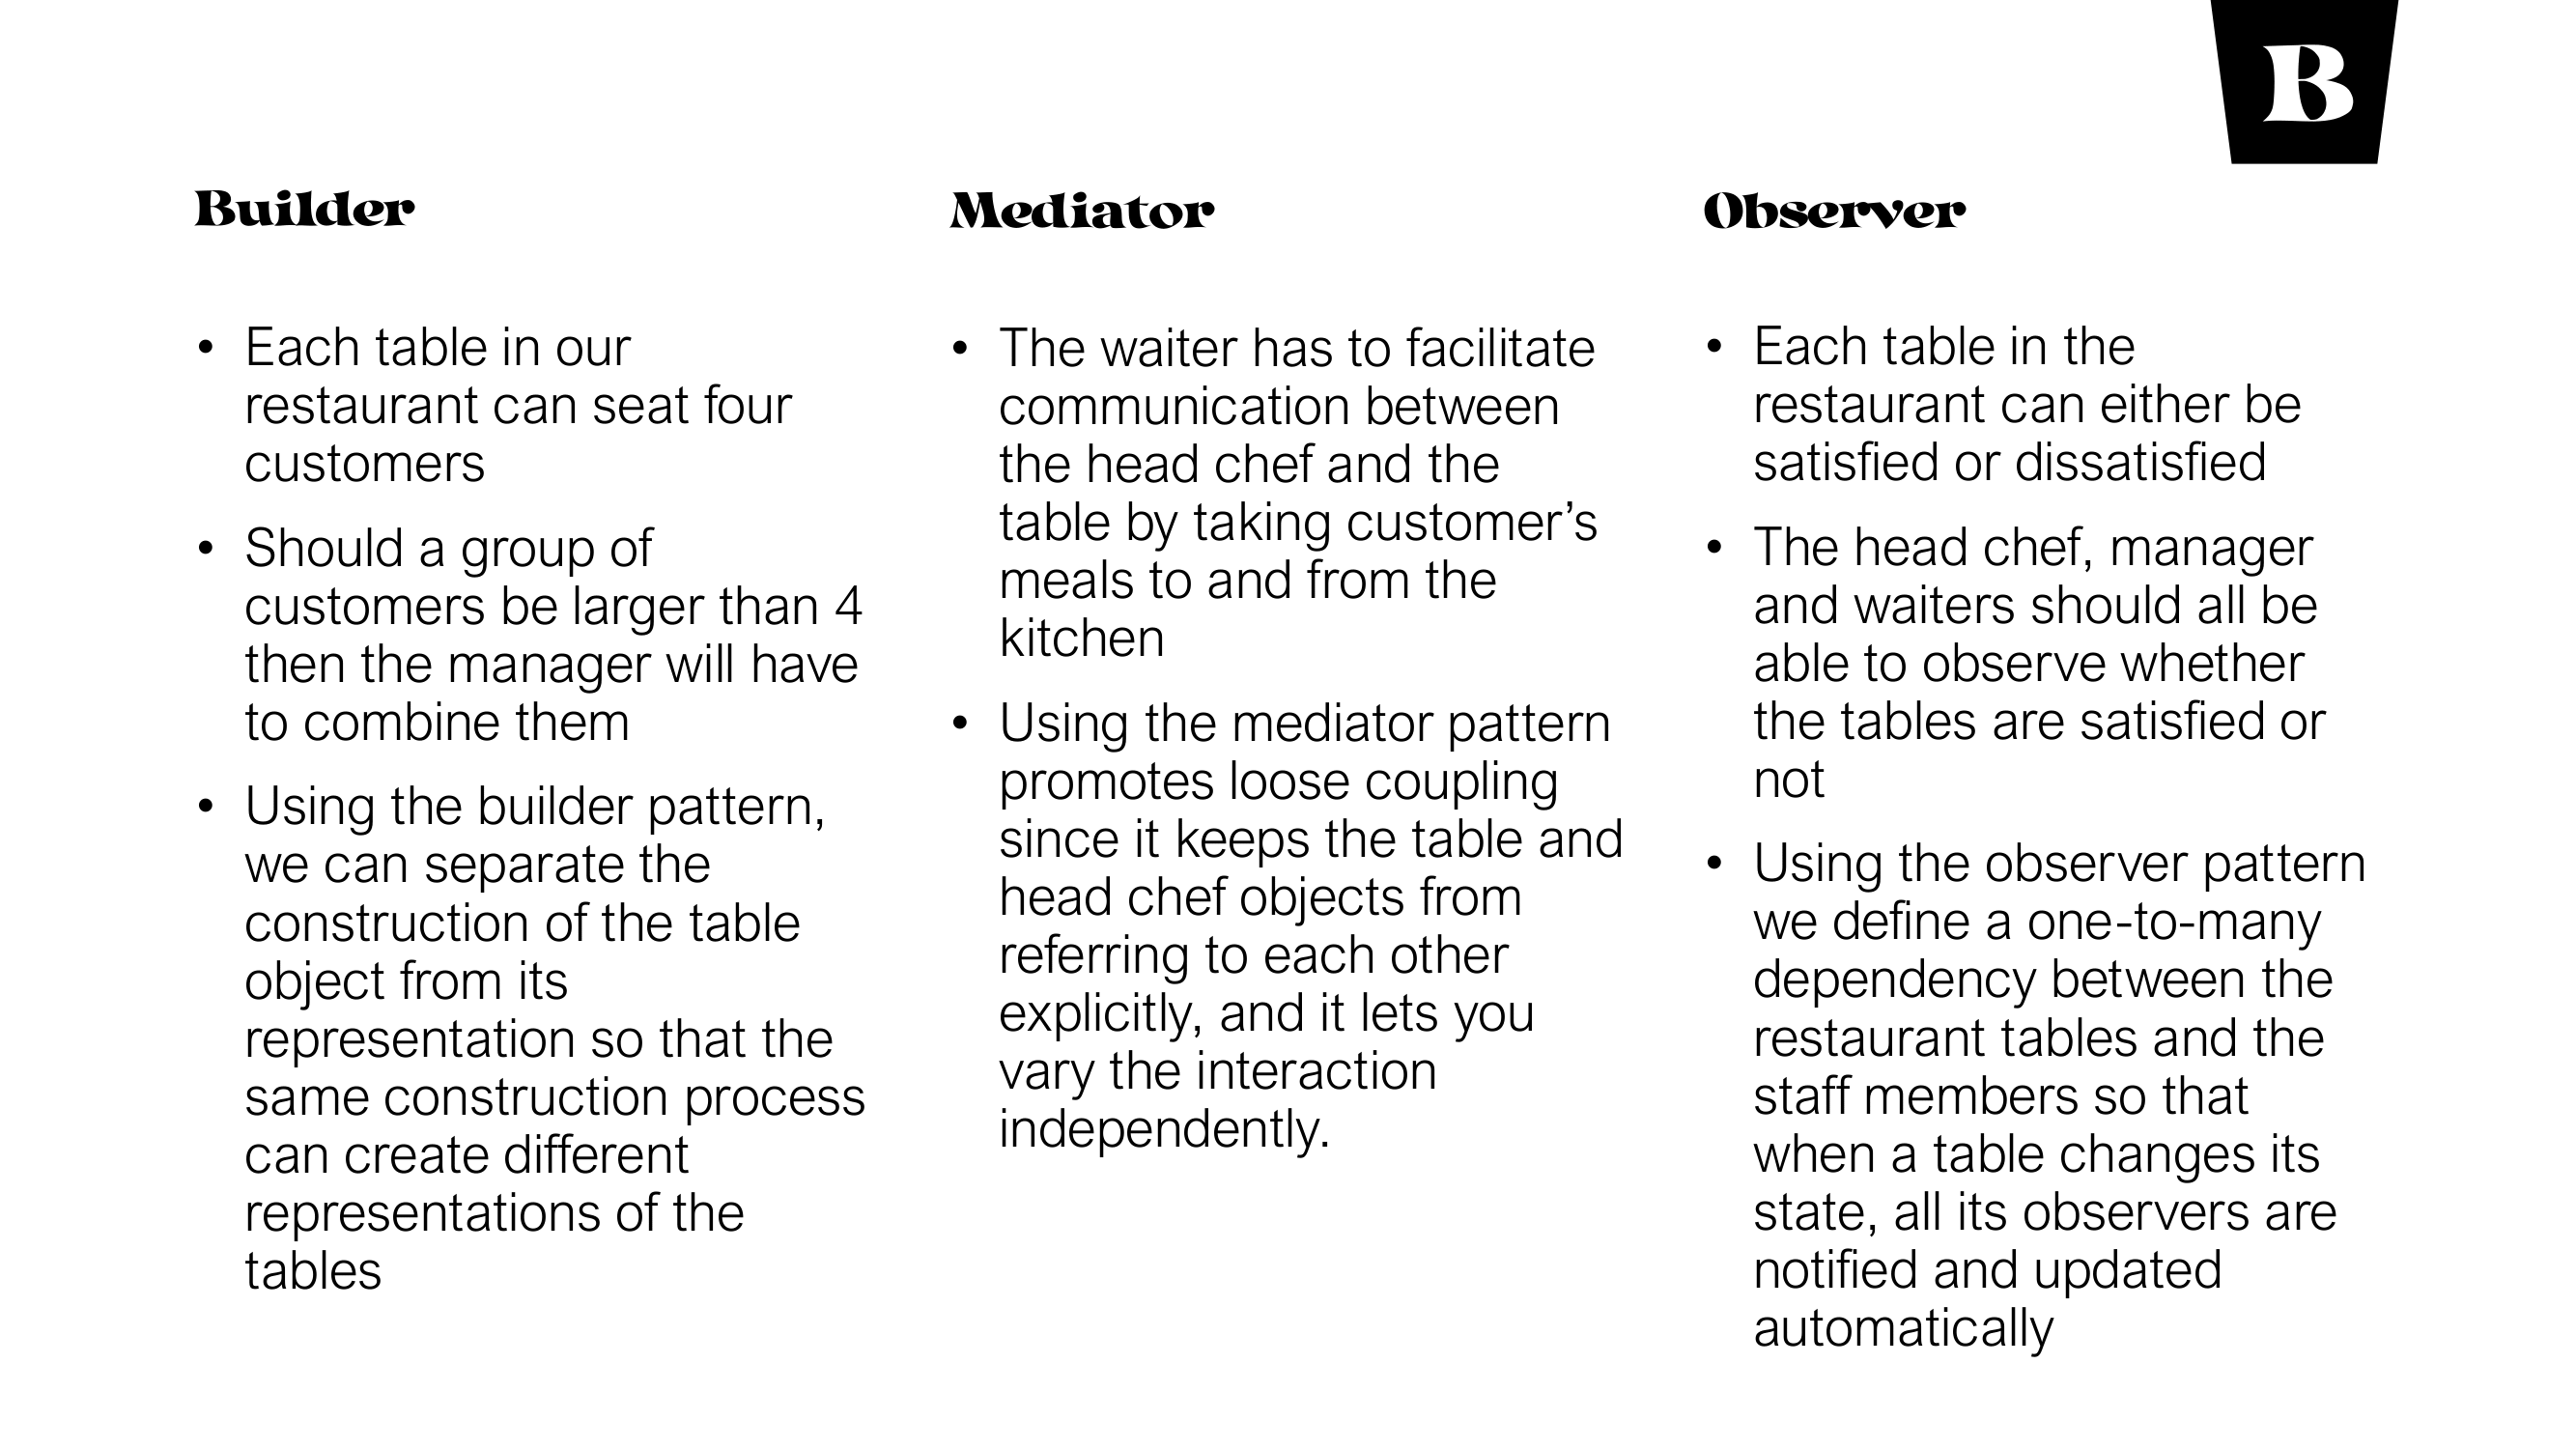 B
Builder
• Each table in our
restaurant can seat four
customers
• Should a group of
customers be larger than 4
then the manager will have
to combine them
• Using the builder pattern,
we can separate the
construction of the table
object from its
representation so that the
same construction process
can create different
representations of the
tables
Mediator
• The waiter has to facilitate
communication between
the head chef and the
table by taking customer’s
meals to and from the
kitchen
• Using the mediator pattern
promotes loose coupling
since it keeps the table and
head chef objects from
referring to each other
explicitly, and it lets you
vary the interaction
independently.
Observer
• Each table in the
restaurant can either be
satisfied or dissatisfied
• The head chef, manager
and waiters should all be
able to observe whether
the tables are satisfied or
not
• Using the observer pattern
we define a one-to-many
dependency between the
restaurant tables and the
staff members so that
when a table changes its
state, all its observers are
notified and updated
automatically